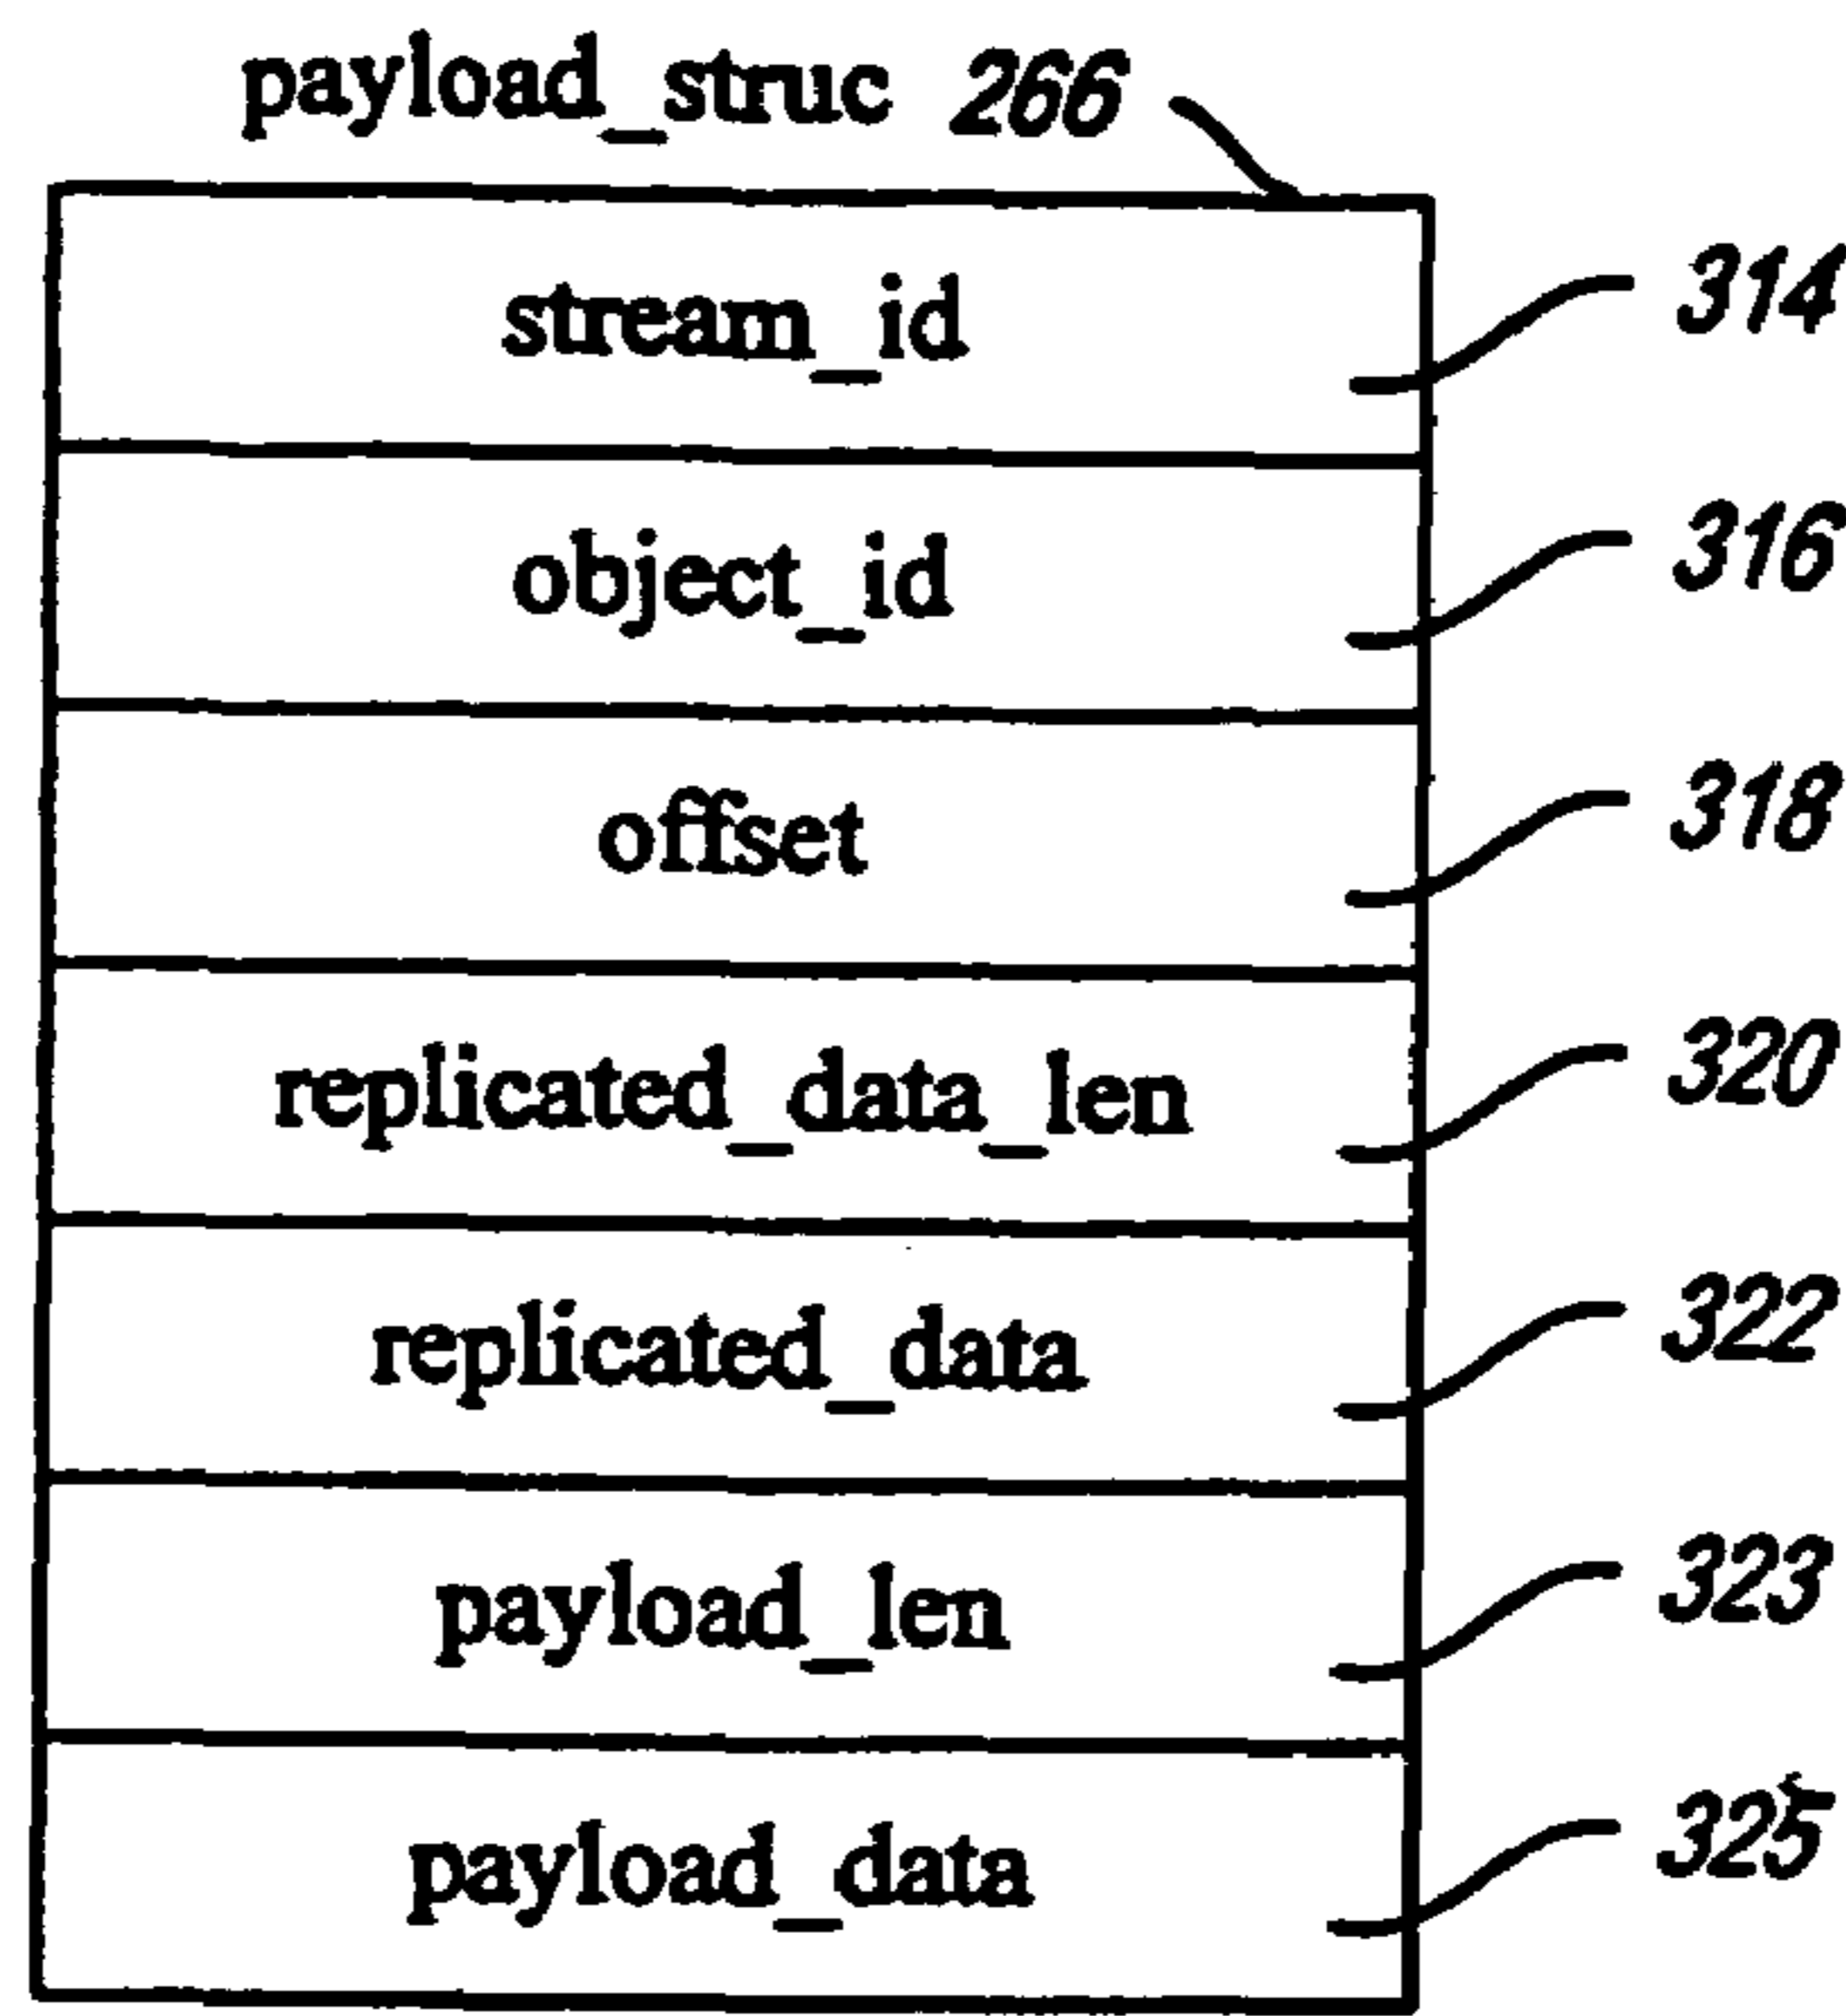 payload_struc 266
stream_id 314
object_id 316
offset 318
replicated_data_len 320
replicated_data 322
payload_len 323
payload_data 325